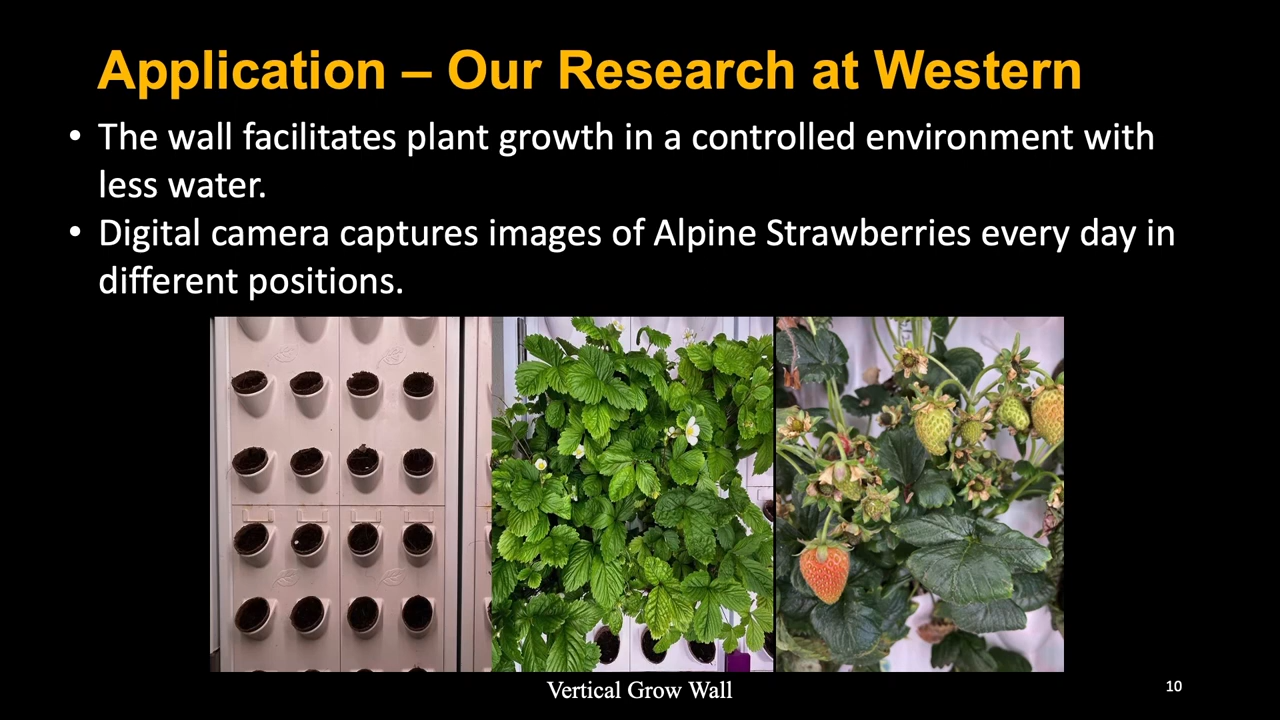 Application – Our Research at Western
• The wall facilitates plant growth in a controlled environment with
less water.
• Digital camera captures images of Alpine Strawberries every day in
different positions.
Vertical Grow Wall
10